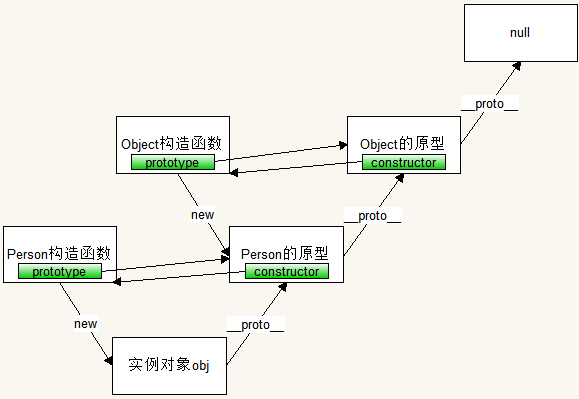 null
__proto__
Object构造函数
prototype
Object的原型
constructor
new
__proto__
Person构造函数
prototype
Person的原型
constructor
new
__proto__
实例对象obj